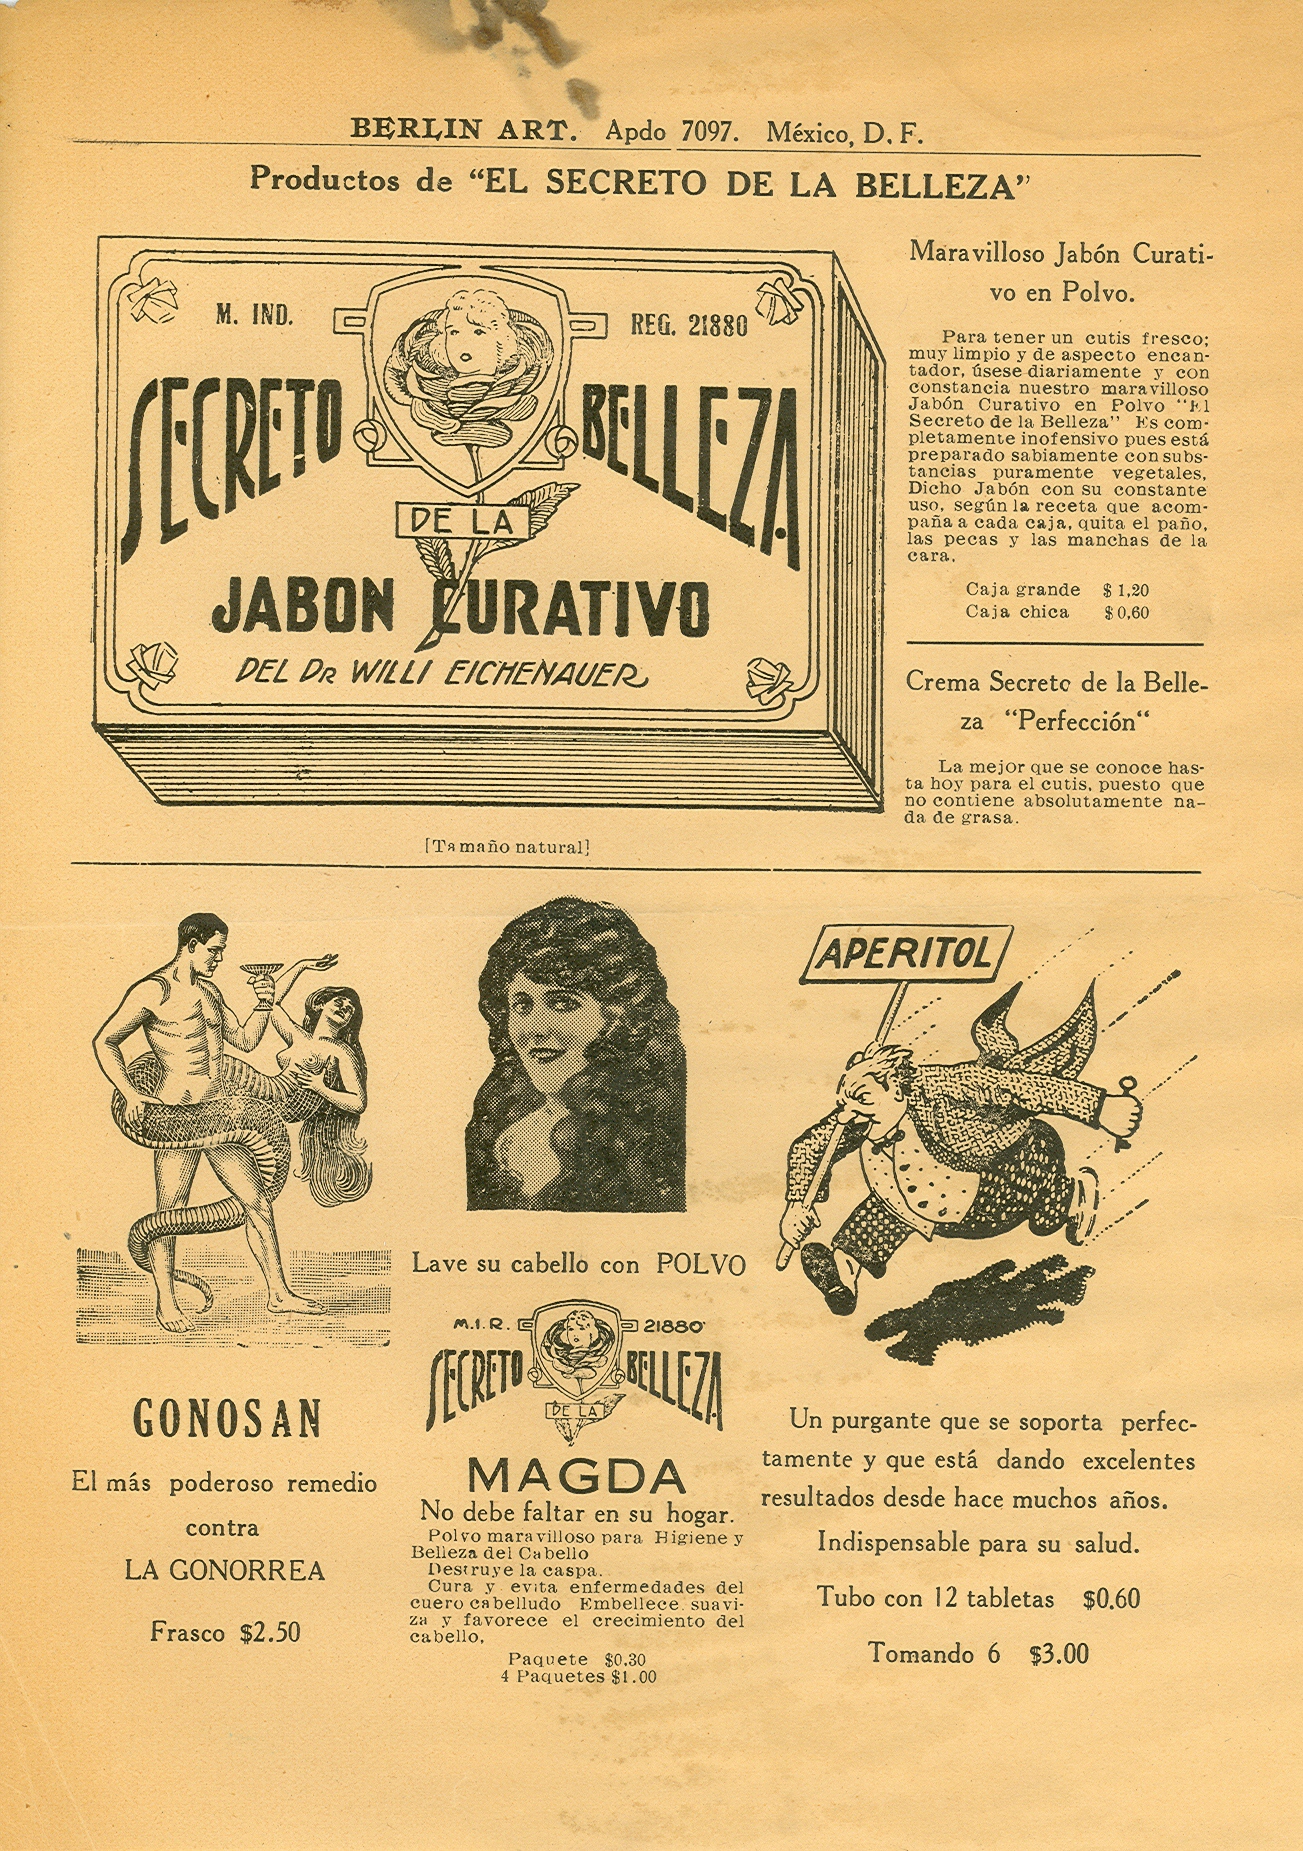 BERLIN ART. Apdo 7097. México, D. F.
Productos de "EL SECRETO DE LA BELLEZA"
M. IND.
REG. 21880
SECRETO
BELLEZA
DE LA
JABON CURATIVO
DEL DR WILLI EICHENAUER
[Tamaño natural]
Maravilloso Jabón Curati-
vo en Polvo.
Para tener un cutis fresco;
muy limpio y de aspecto encan-
tador, úsese diariamente y con
constancia nuestro maravilloso
Jabón Curativo en Polvo "El
Secreto de la Belleza" Es com-
pletamente inofensivo pues está
preparado sabiamente con subs-
tancias puramente vegetales.
Dicho Jabón con su constante
uso, según la receta que acom-
paña a cada caja, quita el paño,
las pecas y las manchas de la
cara.
Caja grande $ 1,20
Caja chica $ 0,60
Crema Secreto de la Belle-
za "Perfección"
La mejor que se conoce has-
ta hoy para el cutis, puesto que
no contiene absolutamente na-
da de grasa.
GONOSAN
El más poderoso remedio
contra
LA GONORREA
Frasco $2.50
Lave su cabello con POLVO
M.I.R. 21880
SECRETO
BELLEZA
DE LA
MAGDA
No debe faltar en su hogar.
Polvo maravilloso para Higiene y
Belleza del Cabello
Destruye la caspa.
Cura y evita enfermedades del
cuero cabelludo Embellece, suavi-
za y favorece el crecimiento del
cabello,
Paquete $0.30
4 Paquetes $1.00
APERITOL
Un purgante que se soporta perfec-
tamente y que está dando excelentes
resultados desde hace muchos años.
Indispensable para su salud.
Tubo con 12 tabletas $0.60
Tomando 6 $3.00